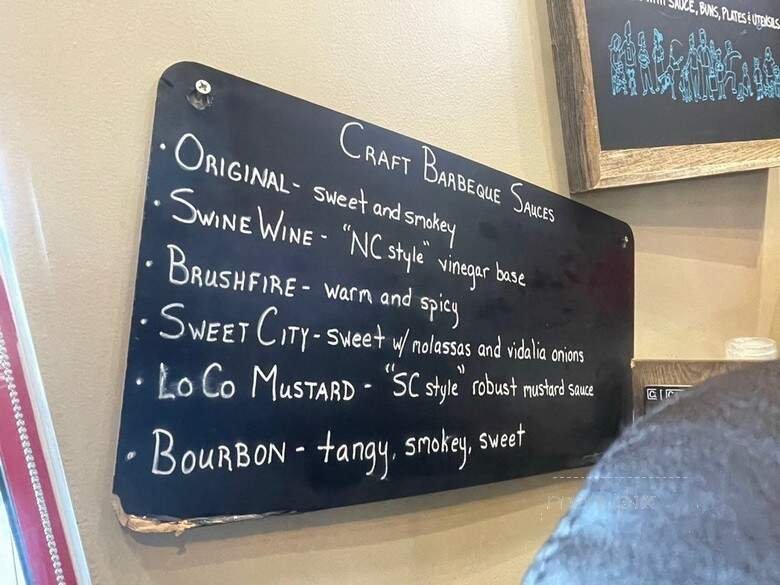 SAUCE, BUNS, PLATES & UTENSILS
CRAFT BARBEQUE SAUCES
• ORIGINAL - sweet and smokey
• SWINE WINE - "NC style" vinegar base
• BRUSHFIRE - warm and spicy
• SWEET CITY - sweet w/ molassas and vidalia onions
• LOCO MUSTARD - "SC style" robust mustard sauce
• BOURBON - tangy, smokey, sweet